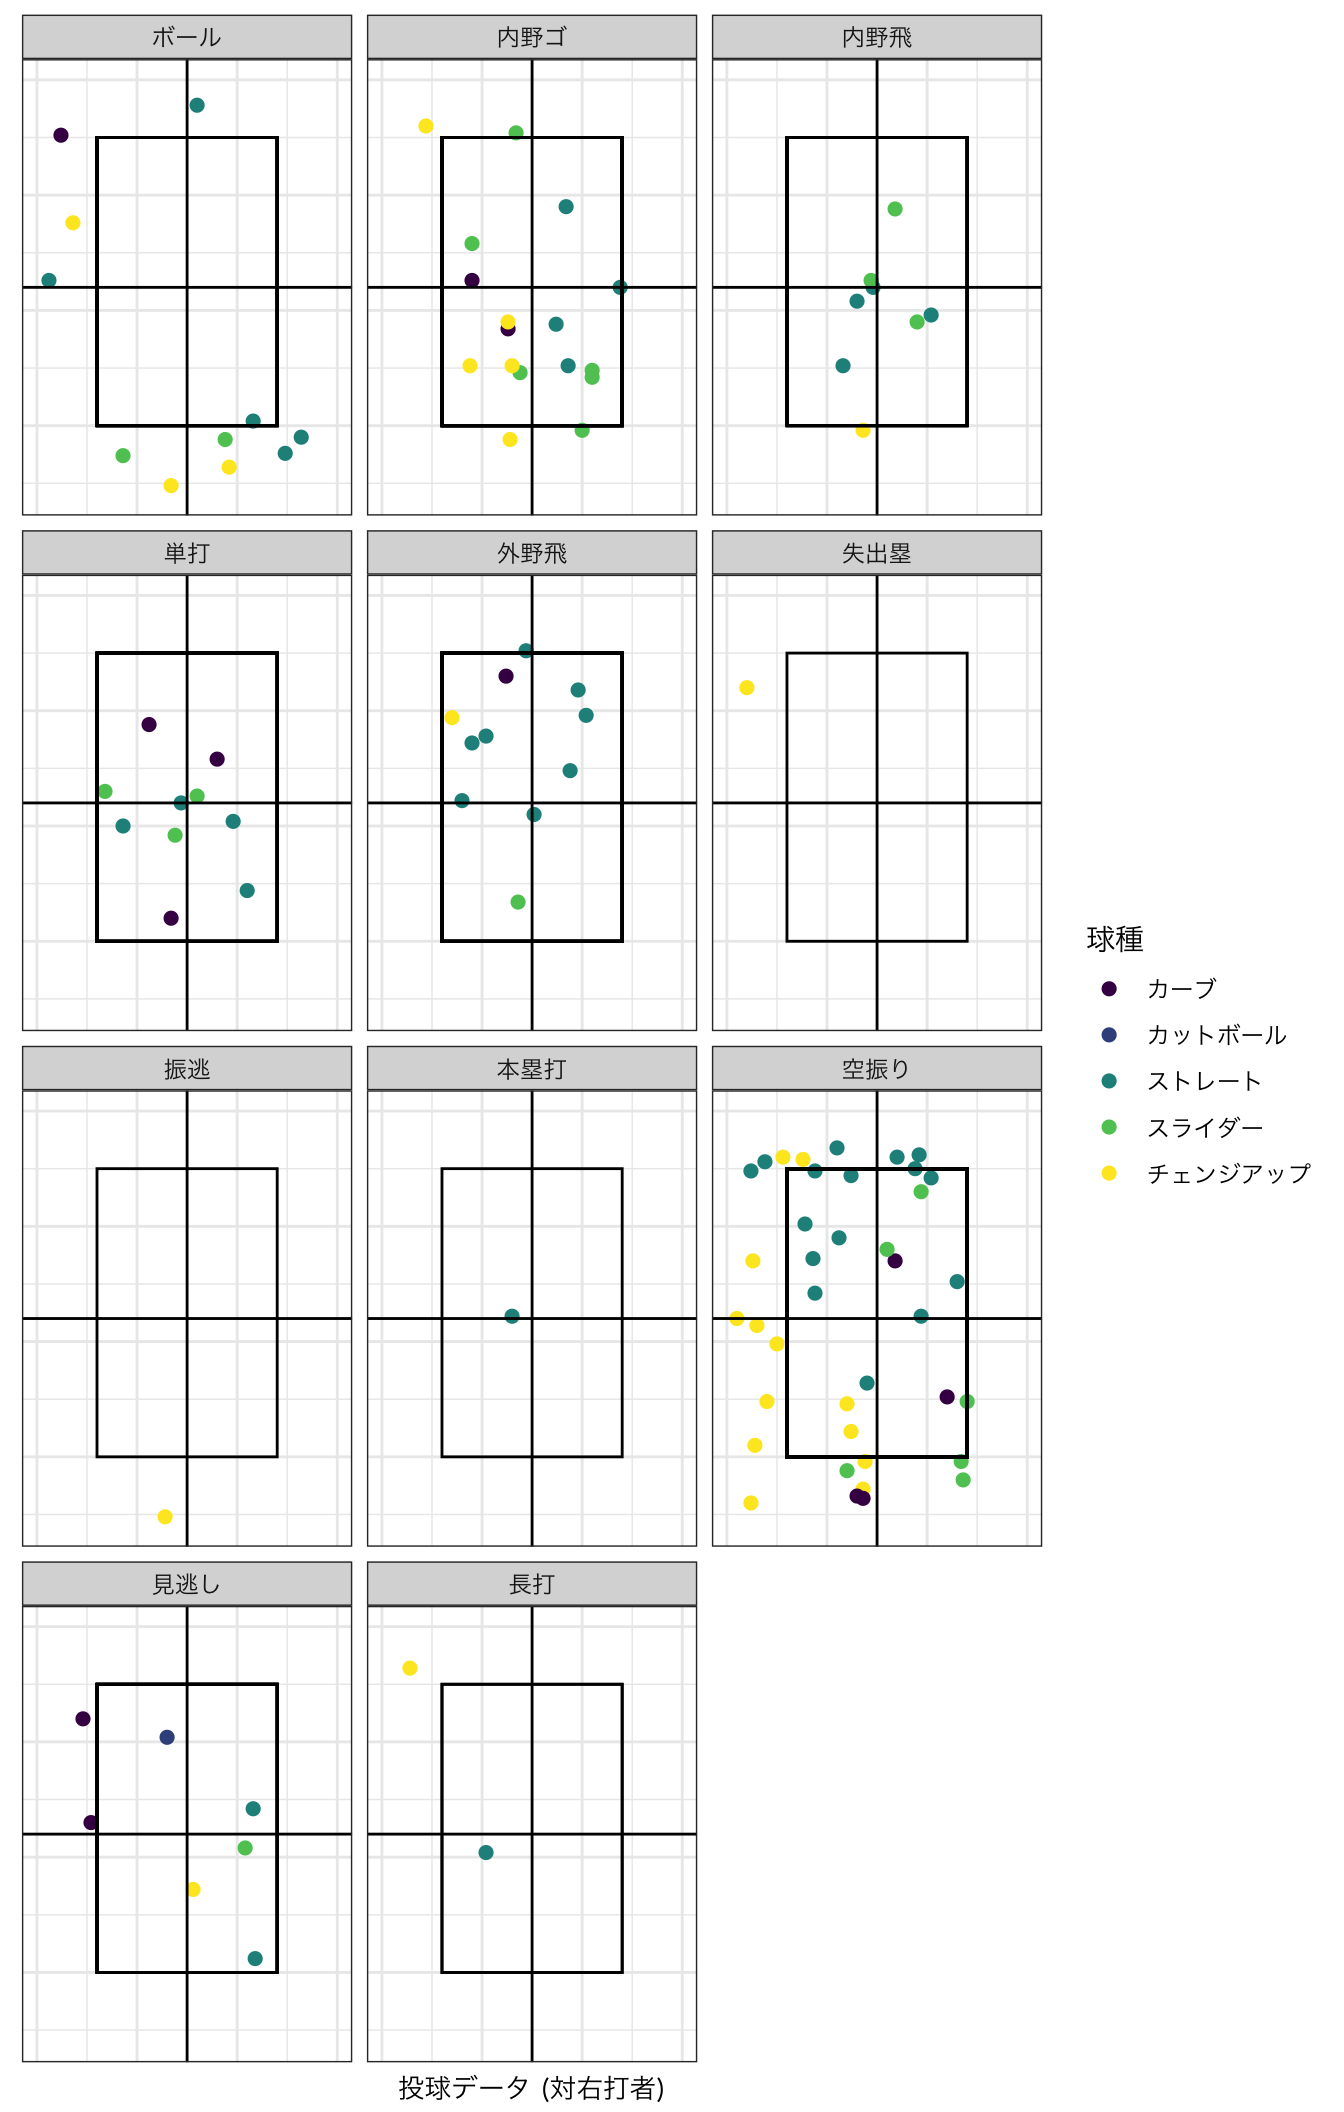 ボール
内野ゴ
内野飛
単打
外野飛
失出塁
振逃
本塁打
空振り
見逃し
長打
球種
カーブ
カットボール
ストレート
スライダー
チェンジアップ
投球データ (対右打者)